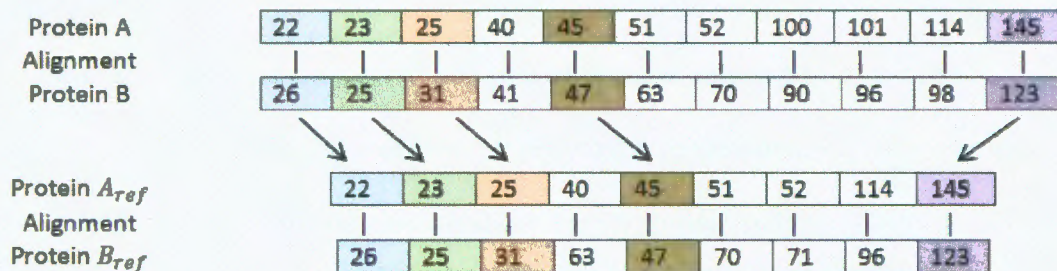 Protein A 22 23 25 40 45 51 52 100 101 114 145
Alignment
Protein B 26 25 31 41 47 63 70 90 96 98 123
Protein A_ref 22 23 25 40 45 51 52 114 145
Alignment
Protein B_ref 26 25 31 63 47 70 71 96 123